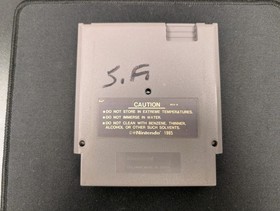 S.F.
CAUTION
•DO NOT STORE IN EXTREME TEMPERATURES.
•DO NOT IMMERSE IN WATER.
•DO NOT CLEAN WITH BENZENE, THINNER,
ALCOHOL OR OTHER SUCH SOLVENTS.
©Nintendo® 1985